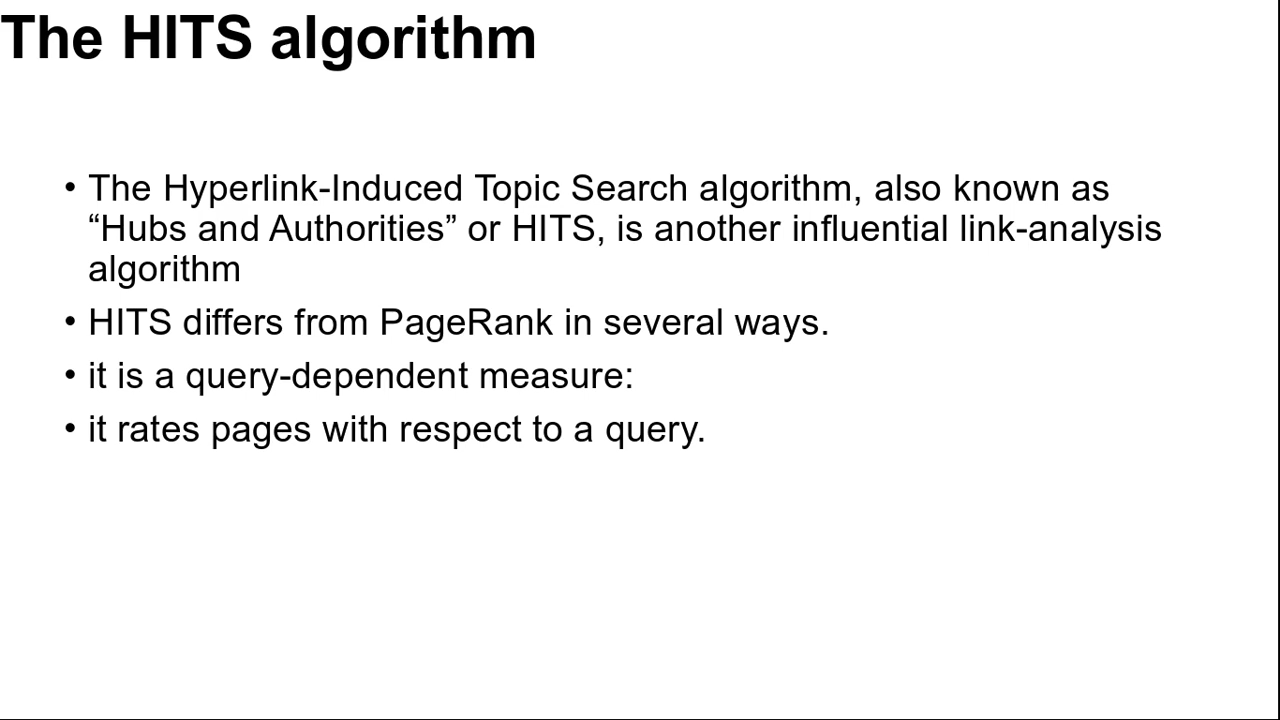 The HITS algorithm
• The Hyperlink-Induced Topic Search algorithm, also known as
“Hubs and Authorities” or HITS, is another influential link-analysis
algorithm
• HITS differs from PageRank in several ways.
• it is a query-dependent measure:
• it rates pages with respect to a query.